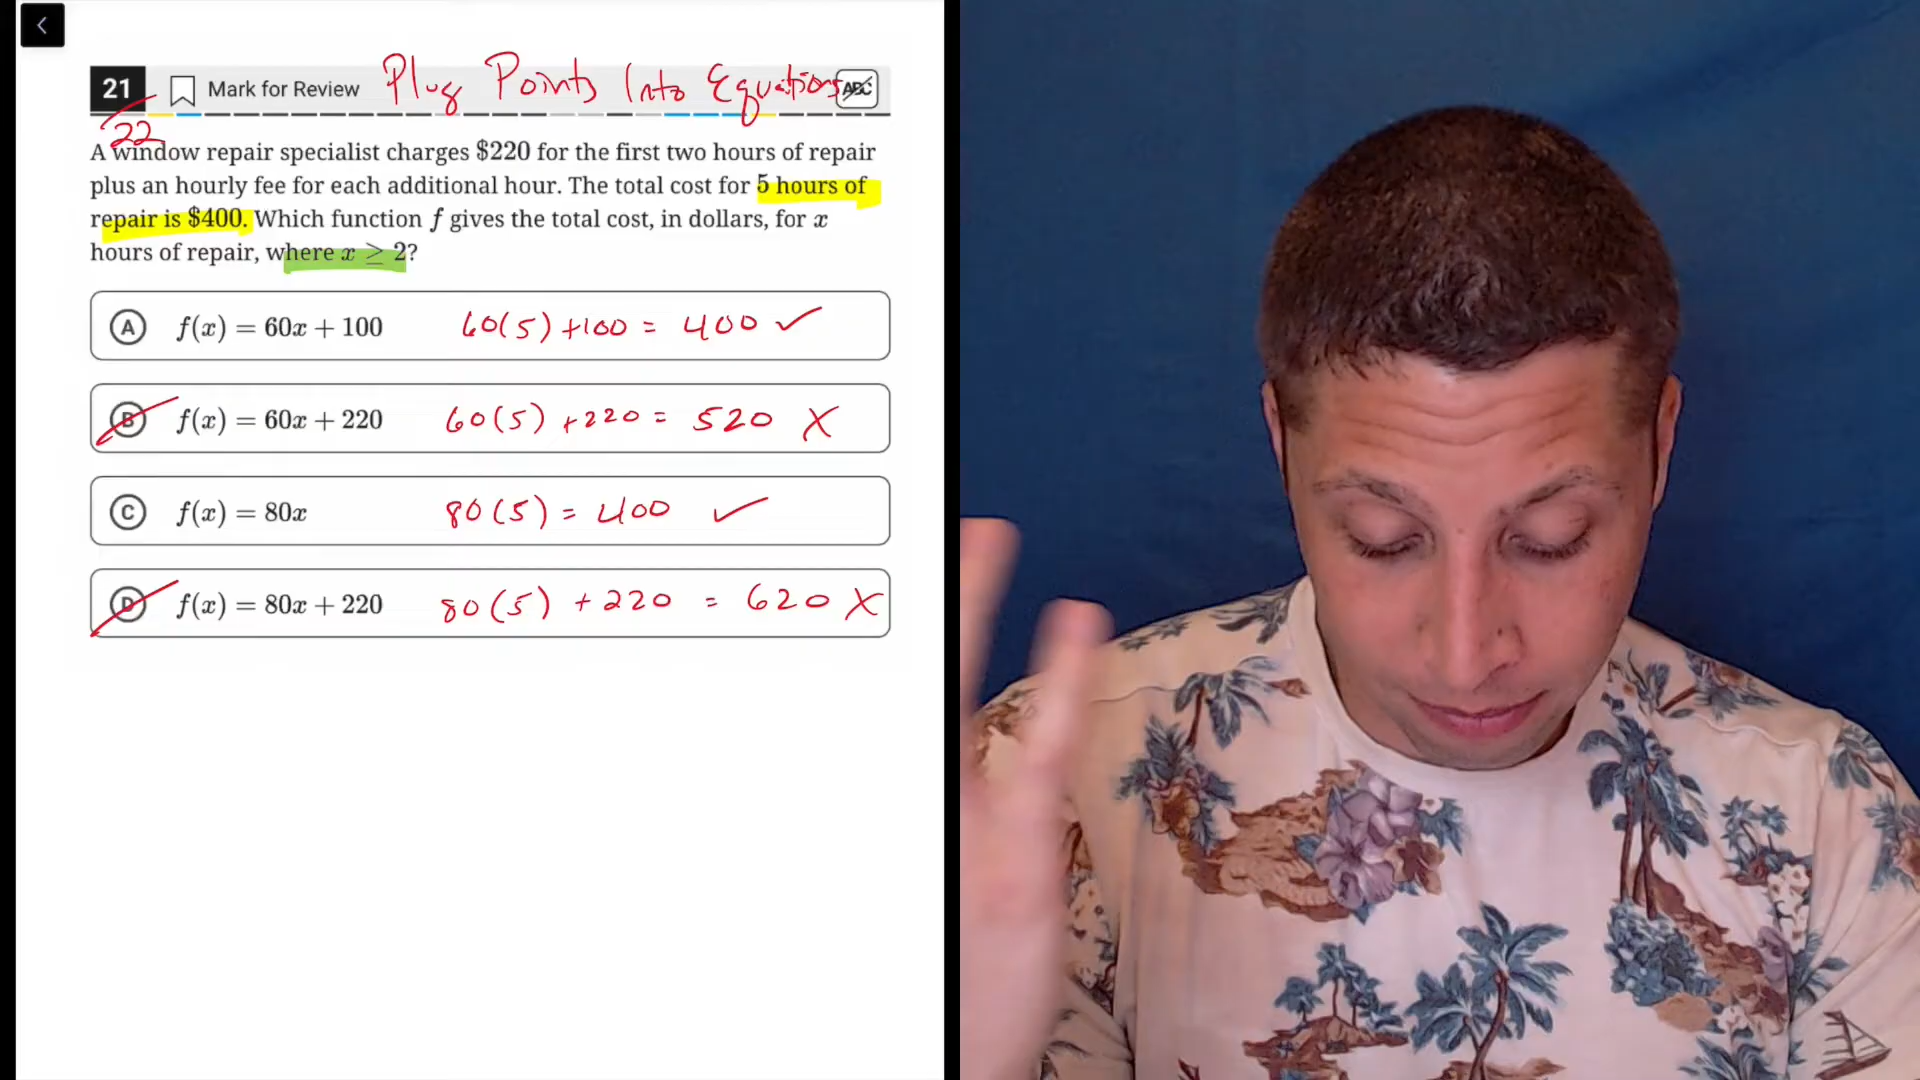 21 Mark for Review Plug Points Into Equations ABC
22
A window repair specialist charges $220 for the first two hours of repair
plus an hourly fee for each additional hour. The total cost for 5 hours of
repair is $400. Which function f gives the total cost, in dollars, for x
hours of repair, where x ≥ 2?
A f(x) = 60x + 100 60(5) + 100 = 400 ✓
B f(x) = 60x + 220 60(5) + 220 = 520 X
C f(x) = 80x 80(5) = 400 ✓
D f(x) = 80x + 220 80(5) + 220 = 620 X